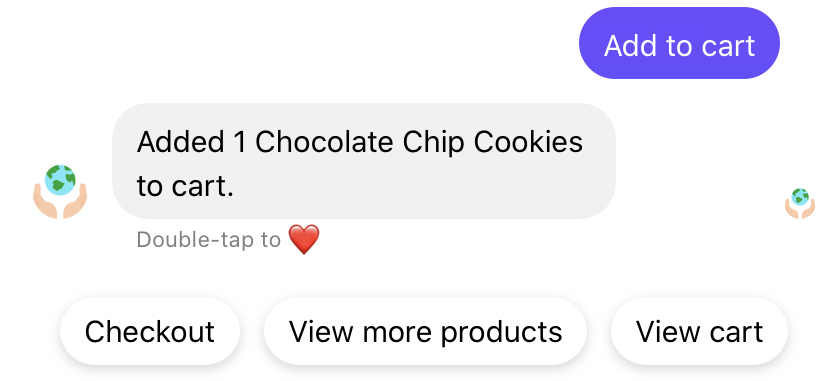 Add to cart
Added 1 Chocolate Chip Cookies
to cart.
Double-tap to ❤️
Checkout
View more products
View cart